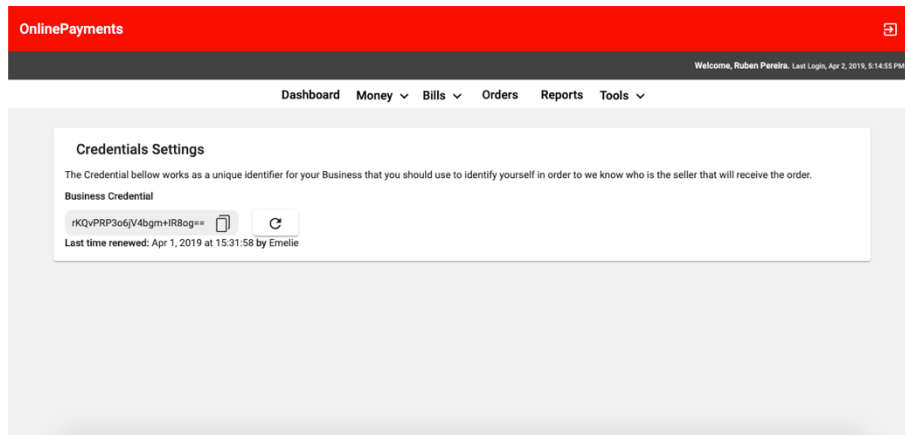 OnlinePayments
Welcome, Ruben Pereira. Last Login, Apr 2, 2019, 5:14:55 PM
Dashboard Money Bills Orders Reports Tools
Credentials Settings
The Credential bellow works as a unique identifier for your Business that you should use to identify yourself in order to we know who is the seller that will receive the order.
Business Credential
rKQvPRP3o6jV4bgm+IR8og==
Last time renewed: Apr 1, 2019 at 15:31:58 by Emelie